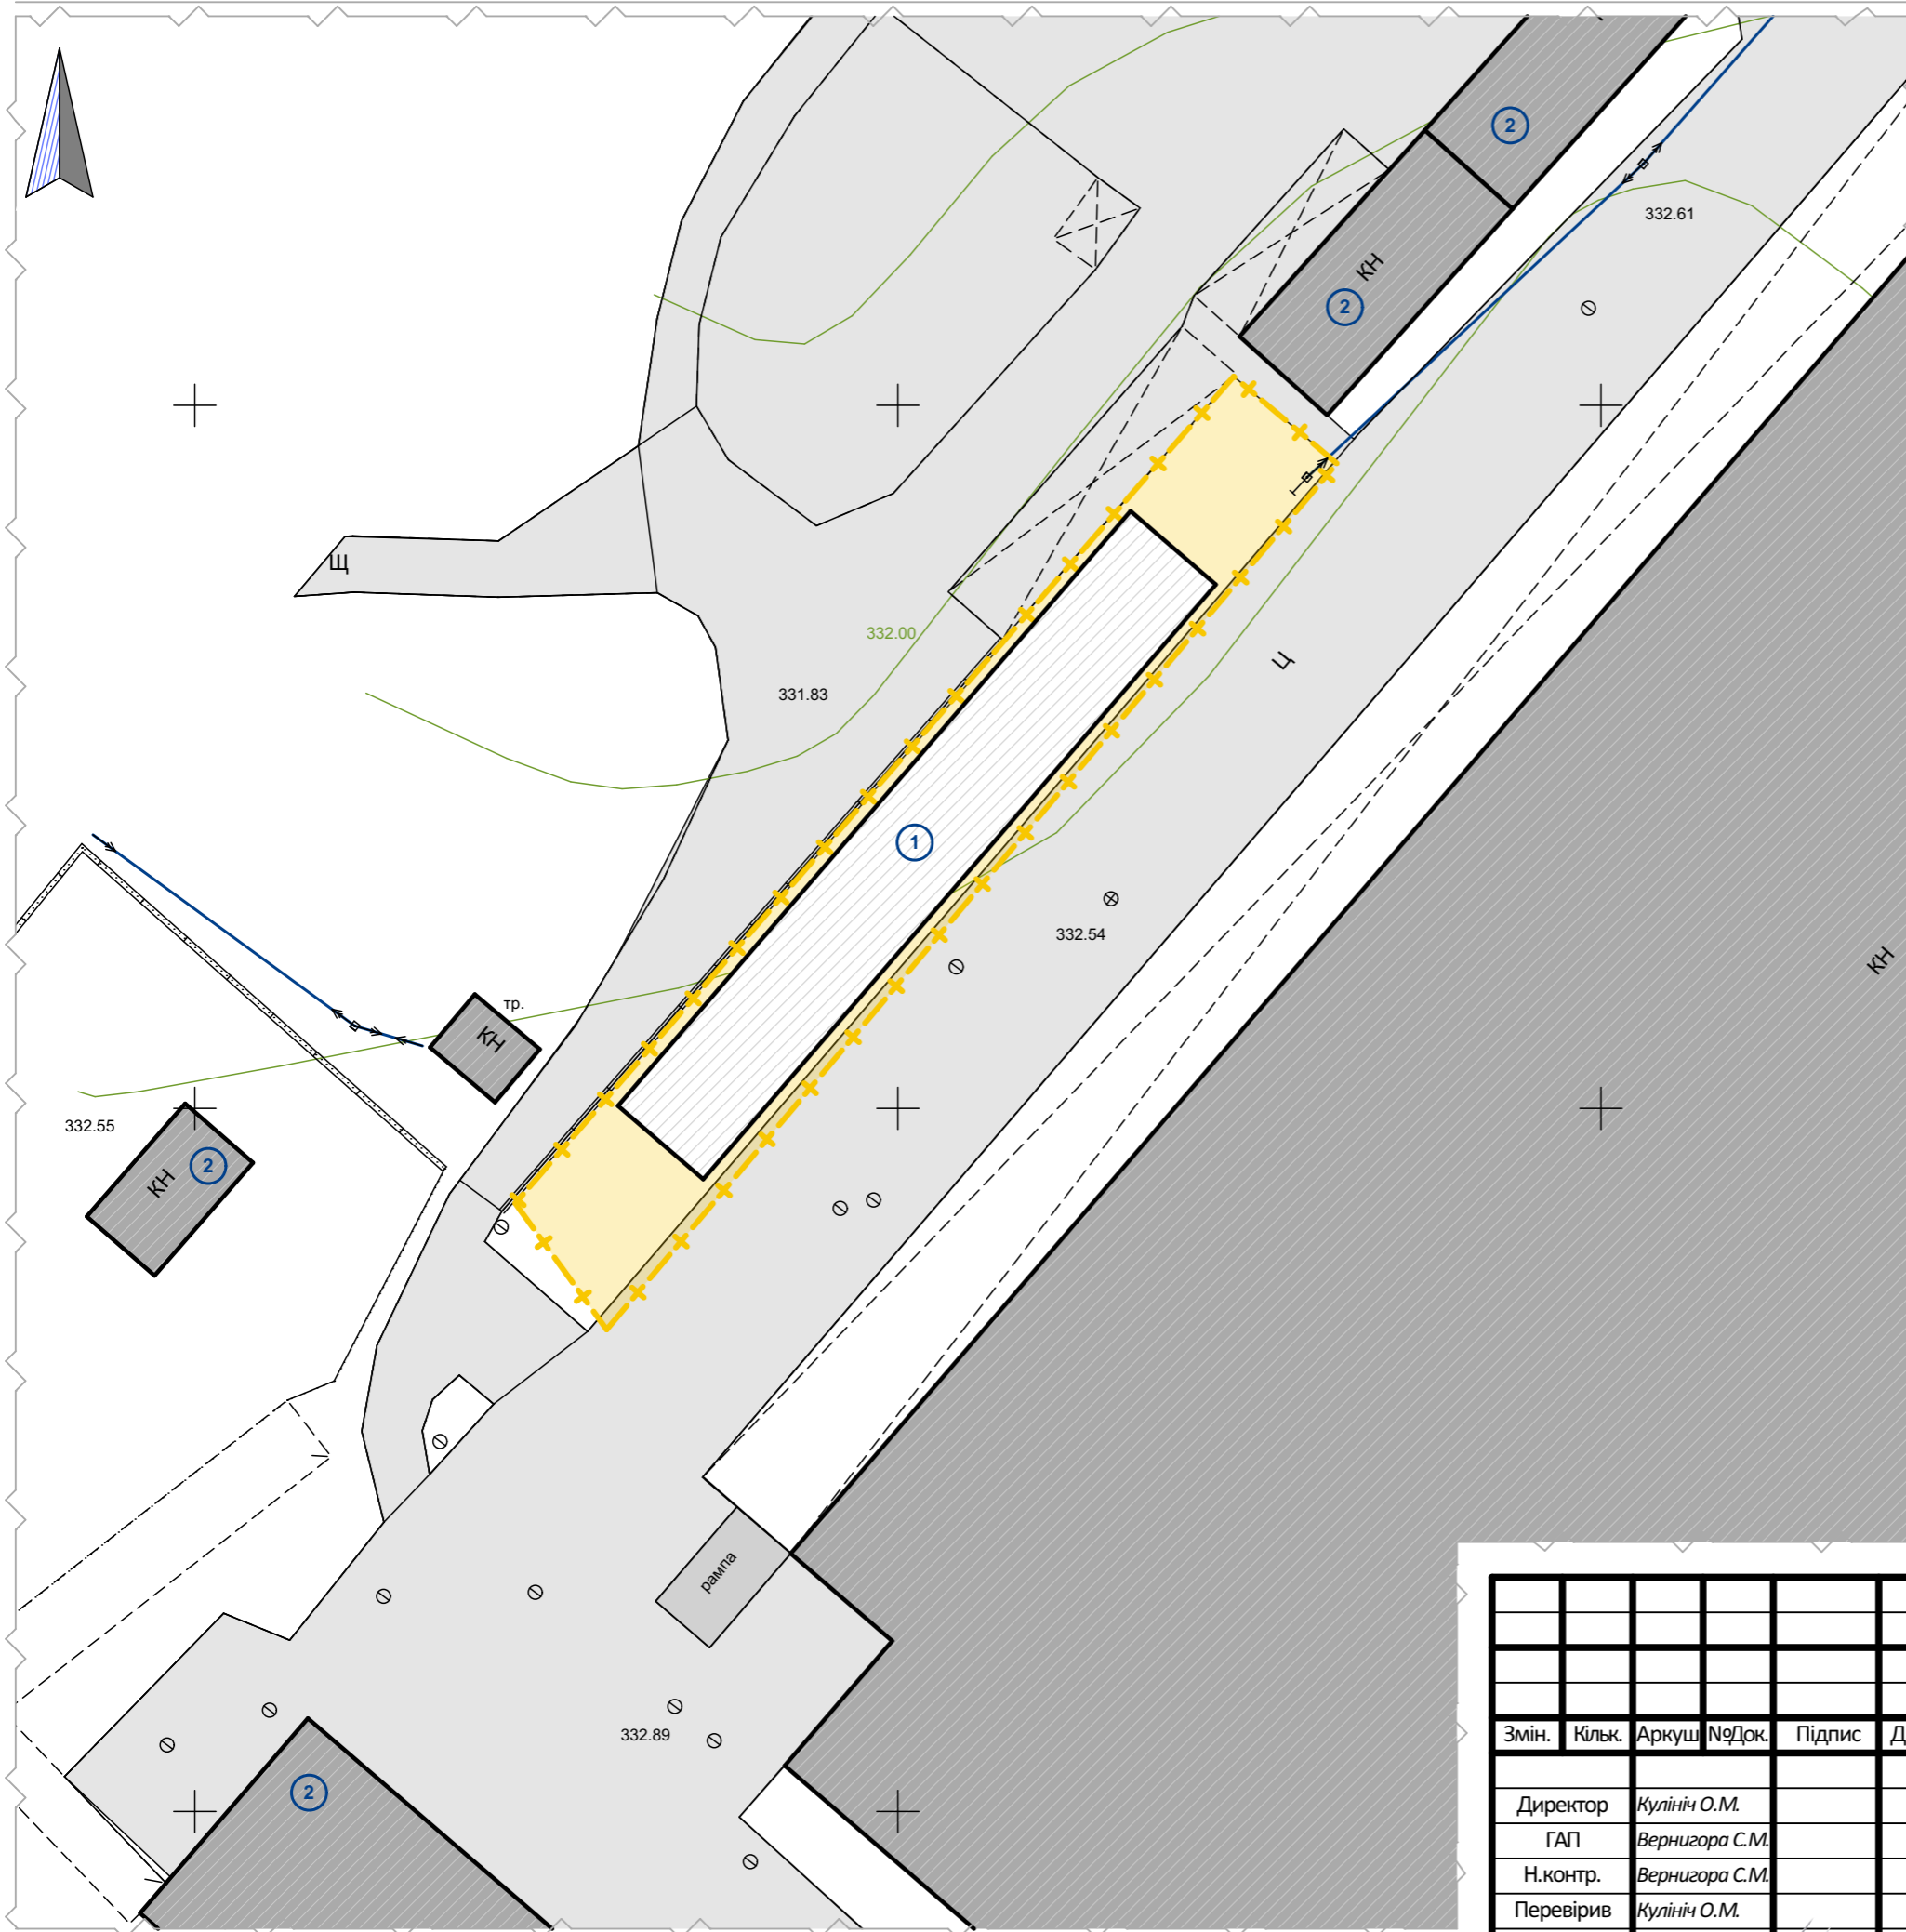 2
332.61
КН
2
Щ
332.00
Щ
331.83
1
332.54
КН
тр.
КН
332.55
КН
2
рампа
332.89
2
Змін. Кільк. Аркуш №Док. Підпис
Директор Кулініч О.М.
ГАП Вернигора С.М.
Н.контр. Вернигора С.М.
Перевірив Кулініч О.М.